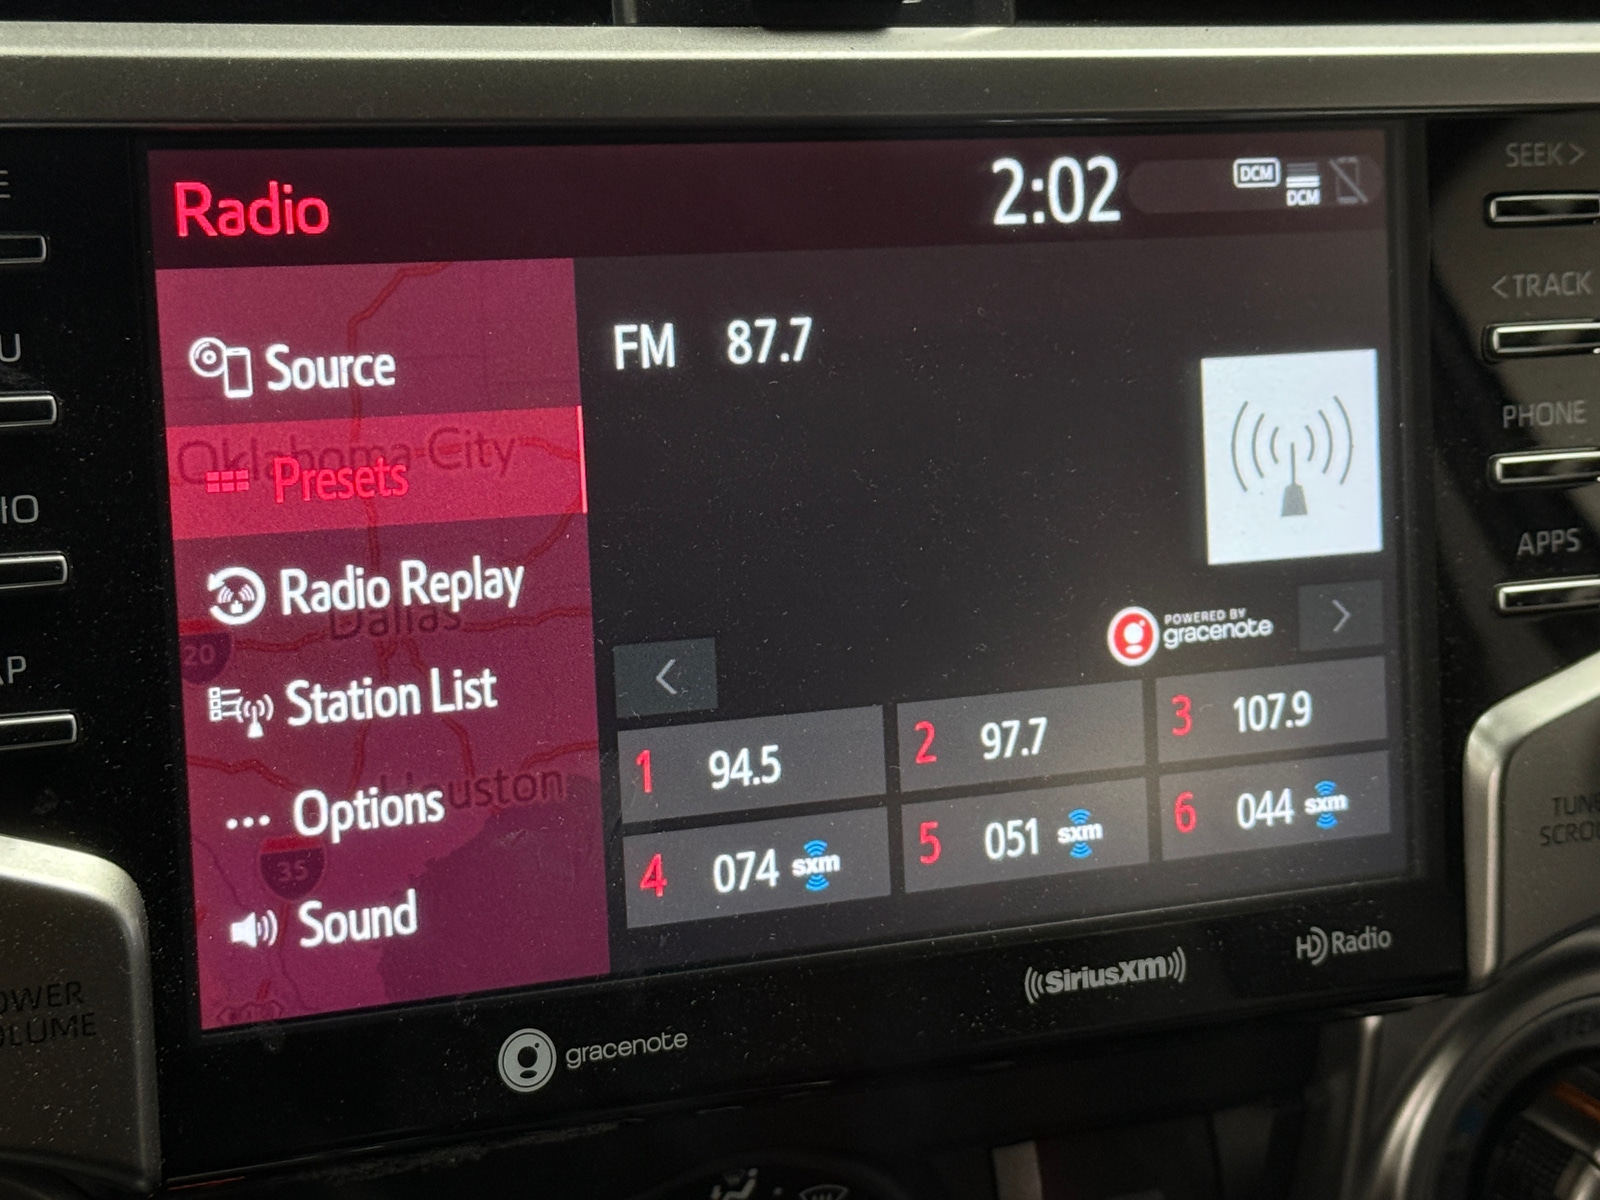 Radio
2:02
DCM
DCM
Source
Oklahoma City
Presets
Radio Replay
Dallas
20
Station List
Options
Houston
35
Sound
FM 87.7
POWERED BY
gracenote
<
>
1 94.5
2 97.7
3 107.9
4 074 sxm
5 051 sxm
6 044 sxm
gracenote
SiriusXM
HD Radio
SEEK >
< TRACK
PHONE
APPS